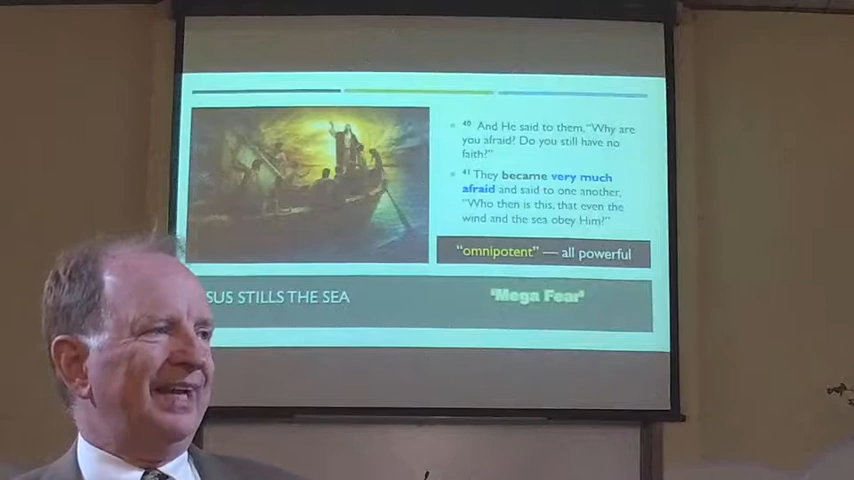 40 And He said to them, "Why are
you afraid? Do you still have no
faith?"
41 They became very much
afraid and said to one another,
"Who then is this, that even the
wind and the sea obey Him?"
"omnipotent" — all powerful
SUS STILLS THE SEA
"Mega Fear"